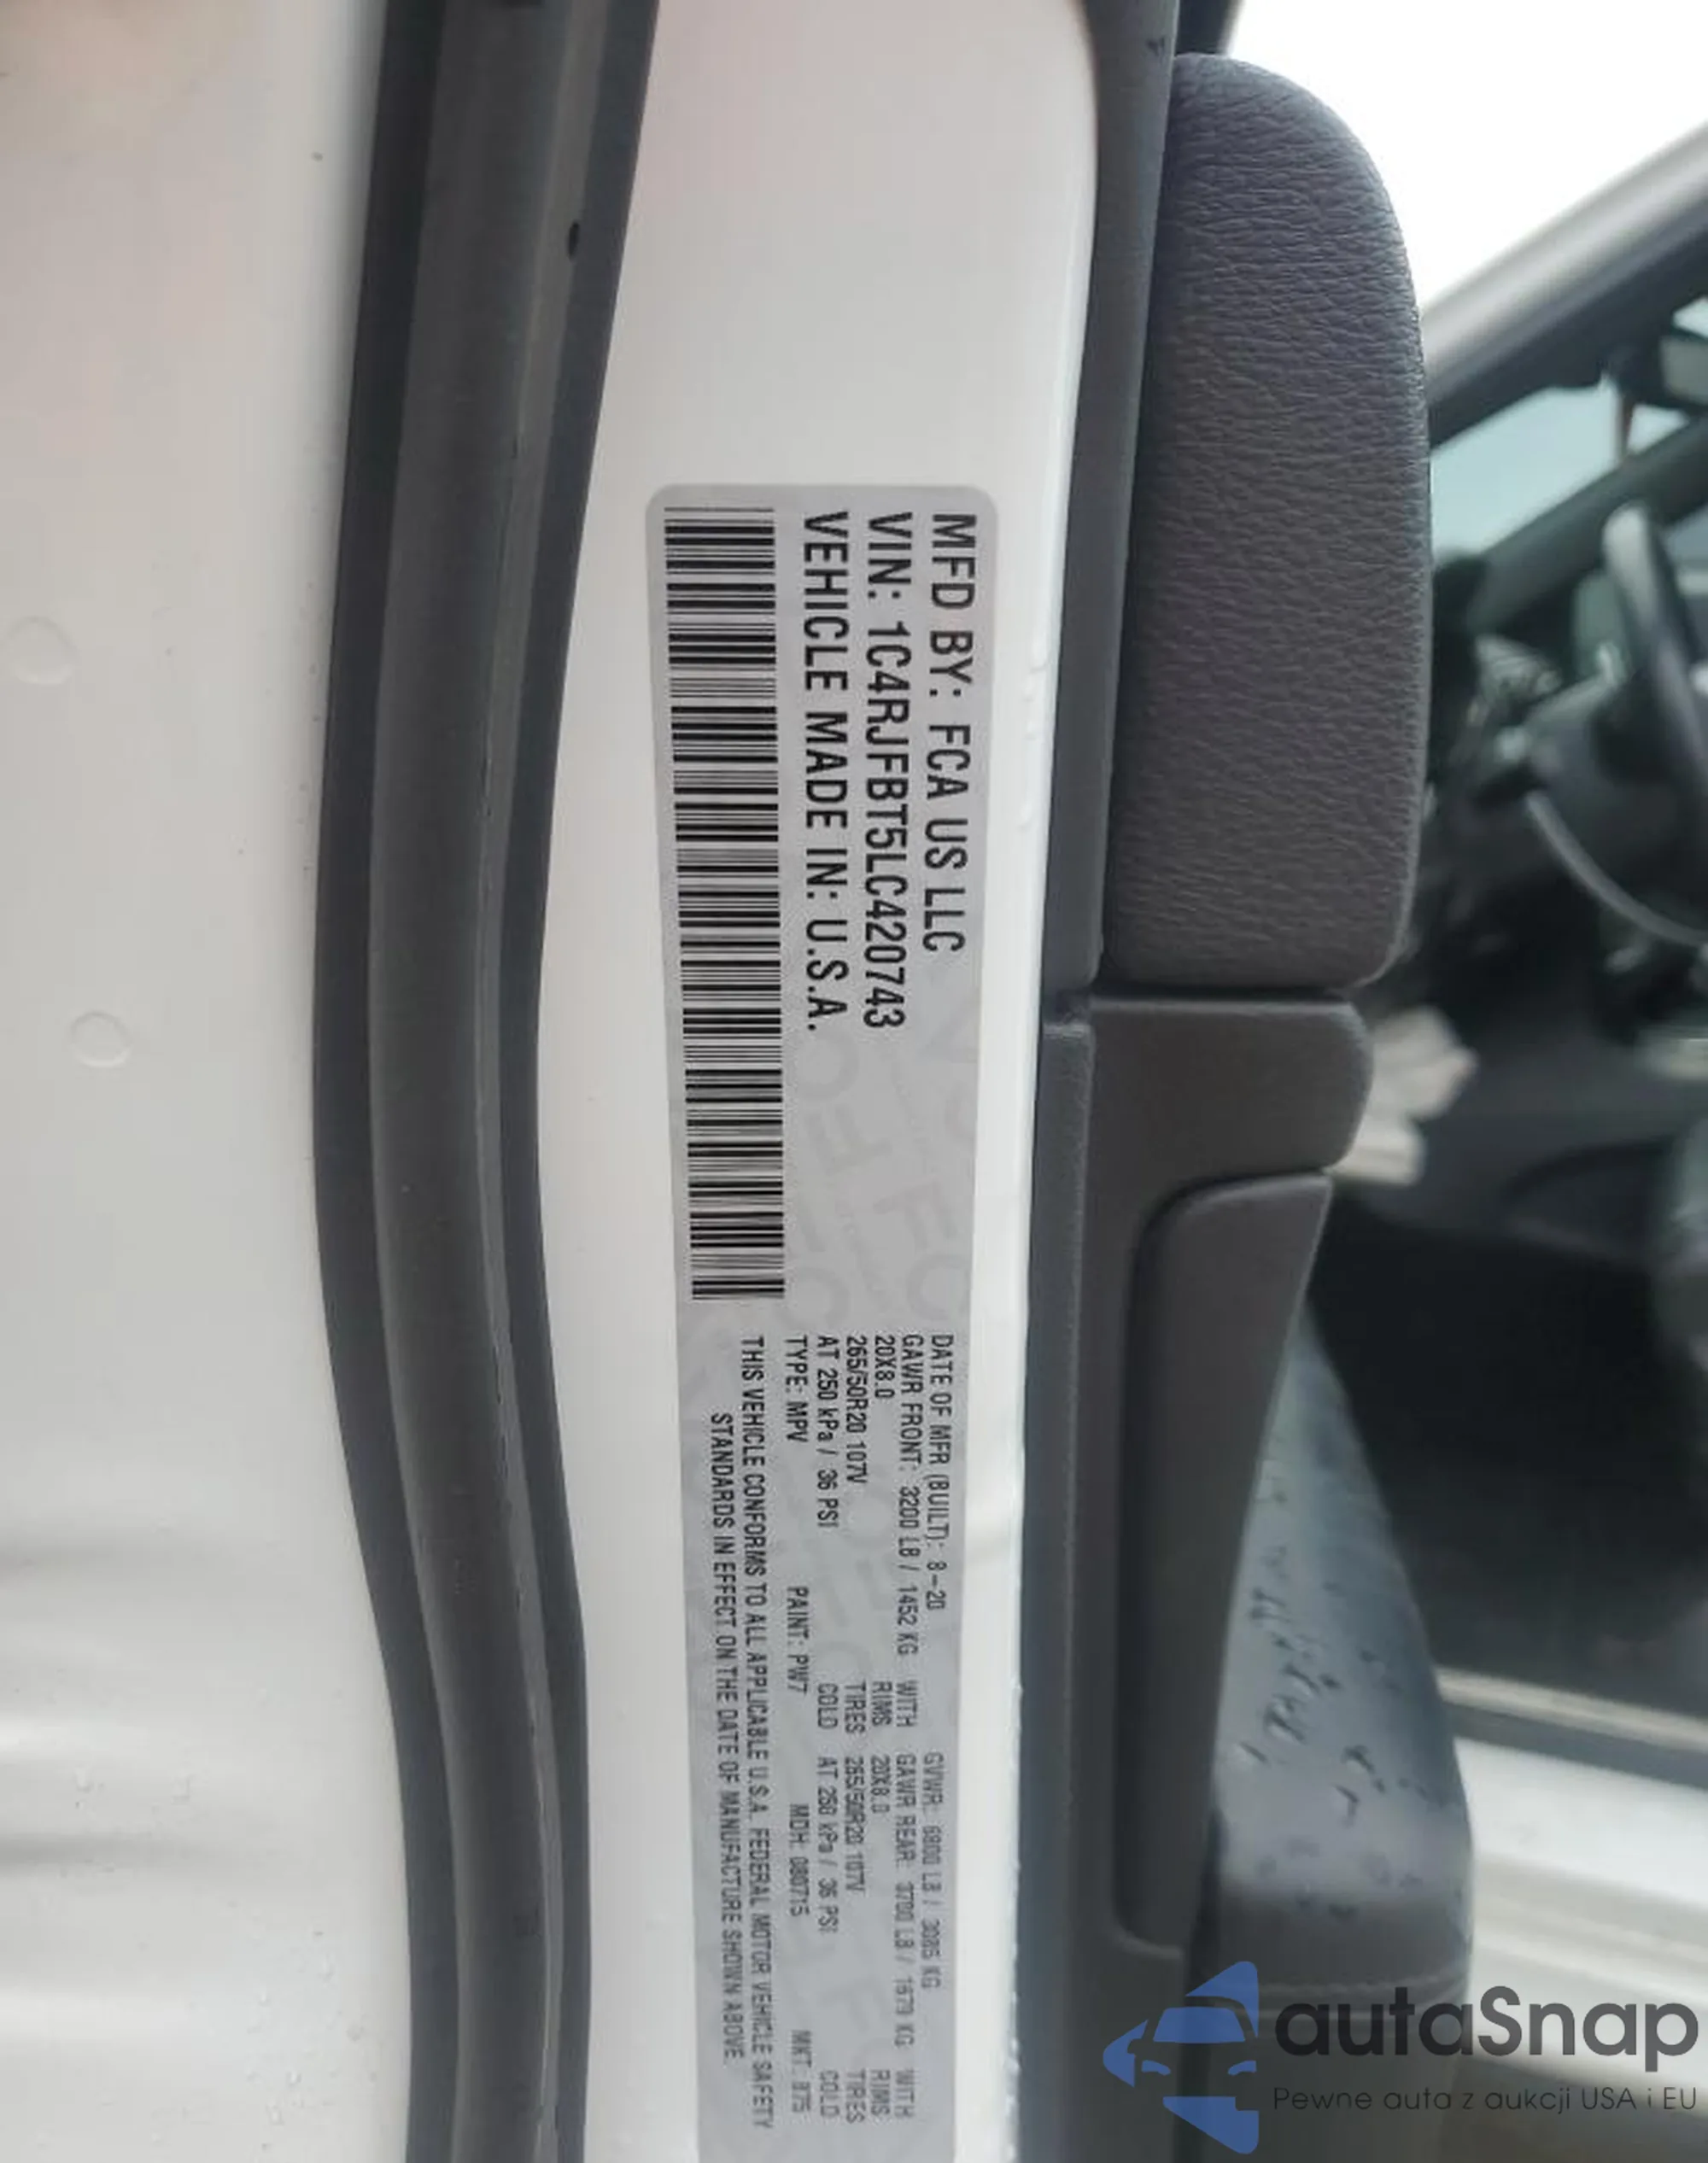 MFD BY: FCA US LLC
VIN: 1C4RJFBT5LC420743
VEHICLE MADE IN: U.S.A.
DATE OF MFR (BUILT): 8-20 GVWR: 6800 LB / 3085 KG
GAWR FRONT: 3200 LB / 1452 KG WITH GAWR REAR: 3700 LB / 1679 KG WITH
20X8.0 RIMS 20X8.0 RIMS
265/50R20 107V TIRES 265/50R20 107V TIRES
AT 250 kPa / 36 PSI COLD AT 250 kPa / 36 PSI COLD
TYPE: MPV PAINT: PW7 MDH: 080715 MKT:
THIS VEHICLE CONFORMS TO ALL APPLICABLE U.S.A. FEDERAL MOTOR VEHICLE SAFETY
STANDARDS IN EFFECT ON THE DATE OF MANUFACTURE SHOWN ABOVE.
autaSnap
Pewne auta z aukcji USA i EU